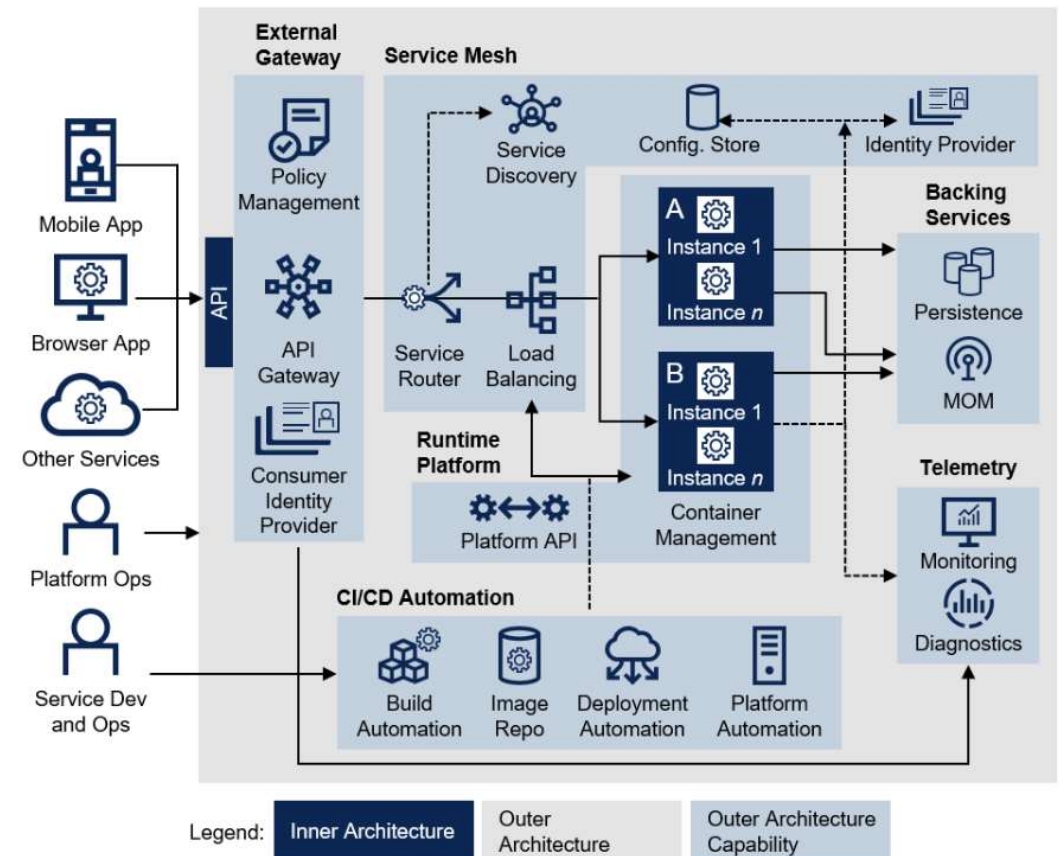 External
Gateway
Service Mesh
Policy
Management
Service
Discovery
Config. Store
Identity Provider
Mobile App
Browser App
Other Services
Platform Ops
Service Dev
and Ops
API
API
Gateway
Consumer
Identity
Provider
Service
Router
Load
Balancing
A
Instance 1
Instance n
B
Instance 1
Instance n
Container
Management
Backing
Services
Persistence
MOM
Runtime
Platform
Platform API
Telemetry
Monitoring
Diagnostics
CI/CD Automation
Build
Automation
Image
Repo
Deployment
Automation
Platform
Automation
Legend:
Inner Architecture
Outer
Architecture
Outer Architecture
Capability